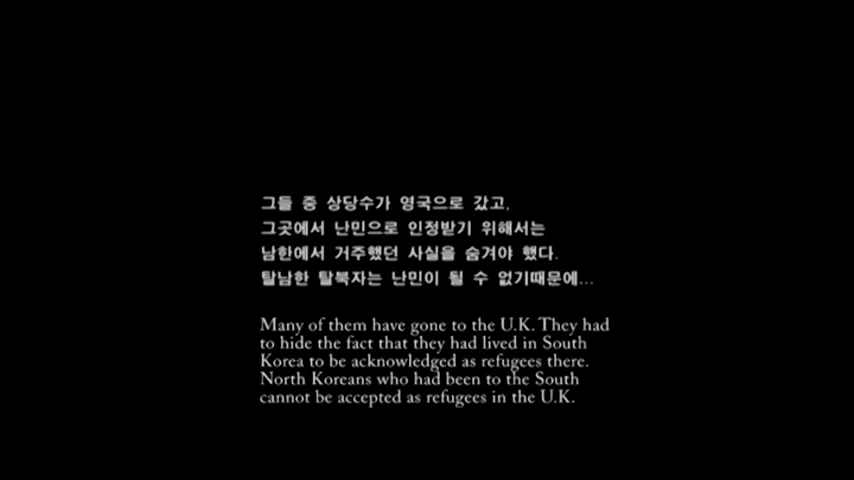 그들 중 상당수가 영국으로 갔고,
그곳에서 난민으로 인정받기 위해서는
남한에서 거주했던 사실을 숨겨야 했다.
탈남한 탈북자는 난민이 될 수 없기때문에...
Many of them have gone to the U.K. They had
to hide the fact that they had lived in South
Korea to be acknowledged as refugees there.
North Koreans who had been to the South
cannot be accepted as refugees in the U.K.